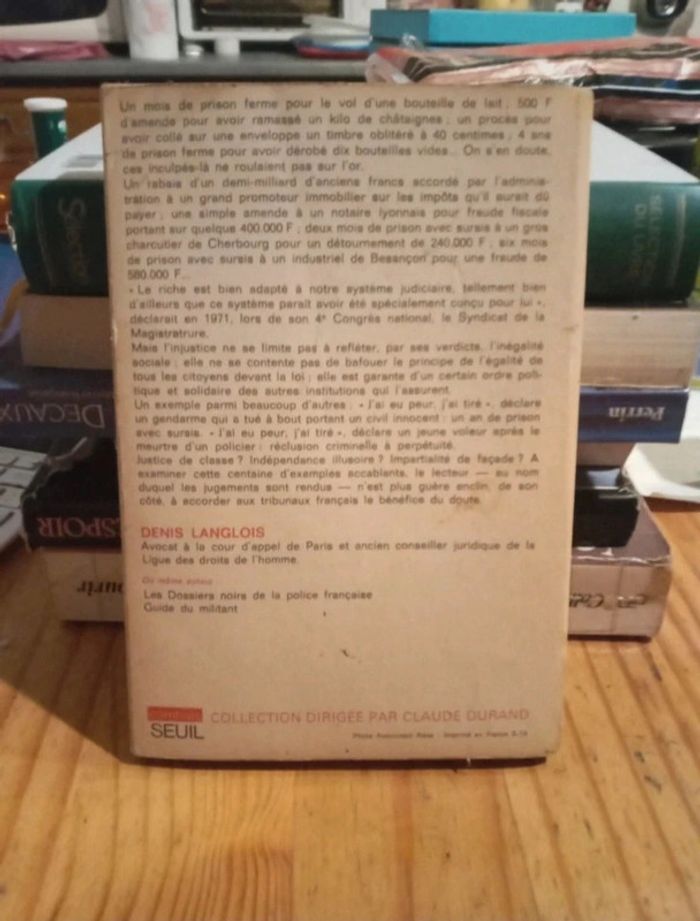 Un mois de prison ferme pour le vol d'une bouteille de lait ; 500 F
d'amende pour avoir ramassé un kilo de châtaignes ; un procès pour
avoir collé sur une enveloppe un timbre oblitéré à 40 centimes ; 4 ans
de prison ferme pour avoir dérobé dix bouteilles vides... On s'en doute,
ces inculpés-là ne roulaient pas sur l'or.
Un rabais d'un demi-milliard d'anciens francs accordé par l'adminis-
tration à un grand promoteur immobilier sur les impôts qu'il aurait dû
payer ; une simple amende à un notaire lyonnais pour fraude fiscale
portant sur quelque 400.000 F ; deux mois de prison avec sursis à un gros
charcutier de Cherbourg pour un détournement de 240.000 F ; six mois
de prison avec sursis à un industriel de Besançon pour une fraude de
580.000 F...
« Le riche est bien adapté à notre système judiciaire, tellement bien
d'ailleurs que ce système paraît avoir été spécialement conçu pour lui »,
déclarait en 1971, lors de son 4e Congrès national, le Syndicat de la
Magistratrure.
Mais l'injustice ne se limite pas à refléter, par ses verdicts, l'inégalité
sociale ; elle ne se contente pas de bafouer le principe de l'égalité de
tous les citoyens devant la loi ; elle est garante d'un certain ordre poli-
tique et solidaire des autres institutions qui l'assurent.
Un exemple parmi beaucoup d'autres : « J'ai eu peur, j'ai tiré », déclare
un gendarme qui a tué à bout portant un civil innocent : un an de prison
avec sursis. « J'ai eu peur, j'ai tiré », déclare un jeune voleur après le
meurtre d'un policier : réclusion criminelle à perpétuité.
Justice de classe ? Indépendance illusoire ? Impartialité de façade ? A
examiner cette centaine d'exemples accablants, le lecteur — au nom
duquel les jugements sont rendus — n'est plus guère enclin, de son
côté, à accorder aux tribunaux français le bénéfice du doute.
DENIS LANGLOIS
Avocat à la cour d'appel de Paris et ancien conseiller juridique de la
Ligue des droits de l'homme.
Du même auteur
Les Dossiers noirs de la police française
Guide du militant
COLLECTION DIRIGÉE PAR CLAUDE DURAND
SEUIL
Imprimé en France
Sélection
SÉLECTION
DU LIVRE
DECAUX
Perrin
ESPOIR